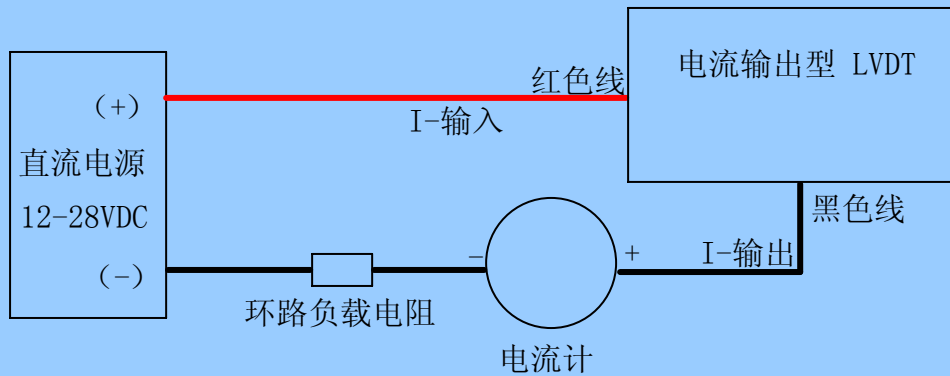 电流输出型 LVDT
红色线
(+)
I-输入
直流电源
12-28VDC
黑色线
(-)
-
+
I-输出
环路负载电阻
电流计